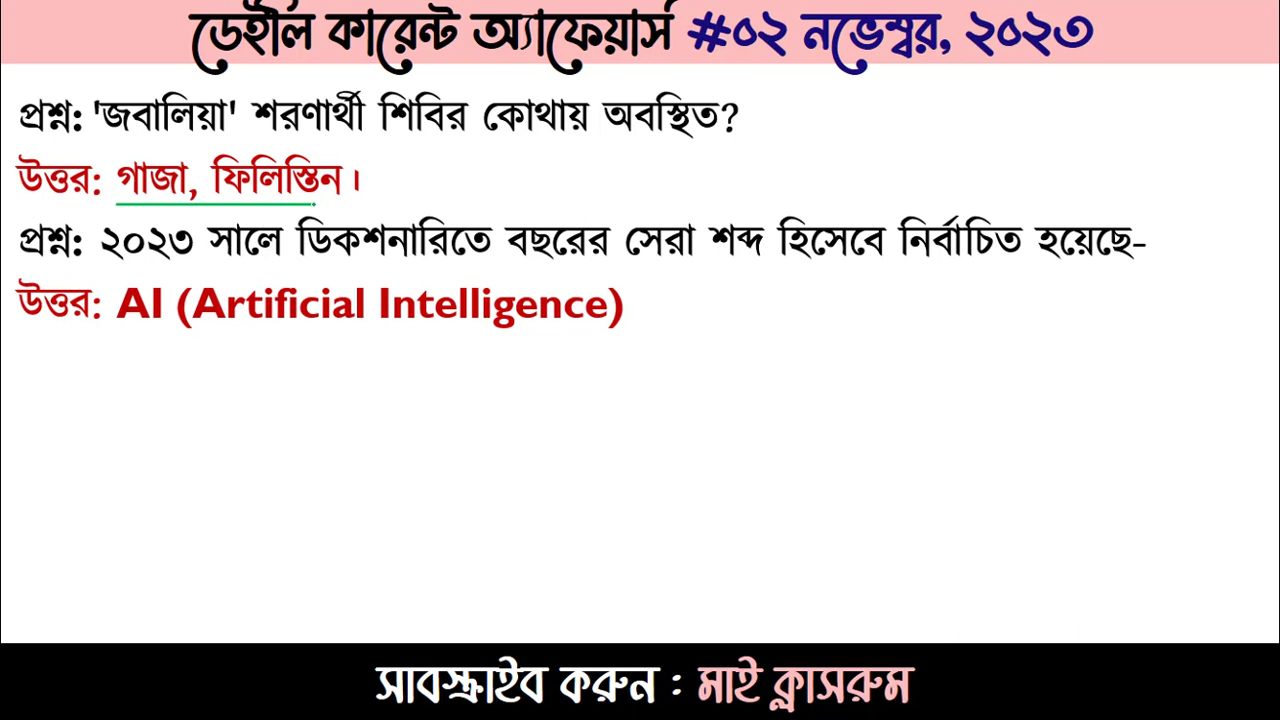 ডেইলি কারেন্ট অ্যাফেয়ার্স #০২ নভেম্বর, ২০২৩
প্রশ্ন: 'জবালিয়া' শরণার্থী শিবির কোথায় অবস্থিত?
উত্তর: গাজা, ফিলিস্তিন।
প্রশ্ন: ২০২৩ সালে ডিকশনারিতে বছরের সেরা শব্দ হিসেবে নির্বাচিত হয়েছে-
উত্তর: AI (Artificial Intelligence)
সাবস্ক্রাইব করুন : মাই ক্লাসরুম